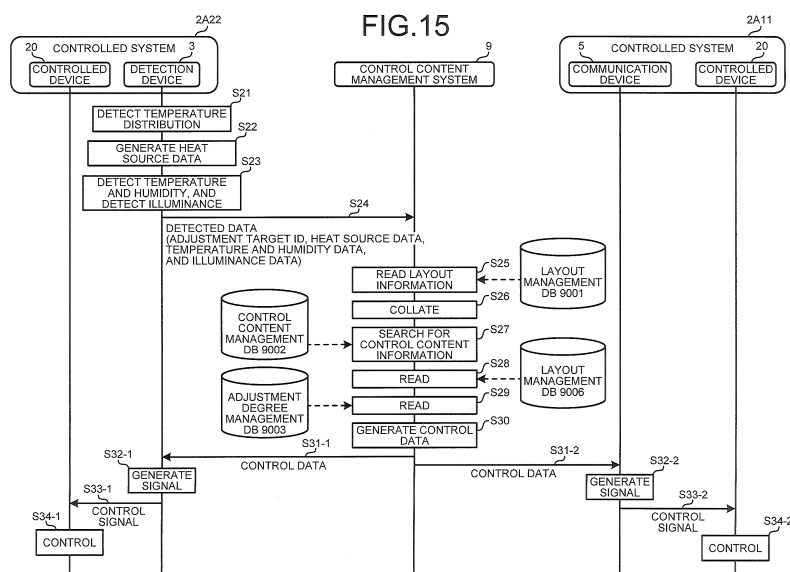 FIG.15
2A22
2A11
CONTROLLED SYSTEM
20
3
CONTROLLED
DEVICE
DETECTION
DEVICE
9
CONTROL CONTENT
MANAGEMENT SYSTEM
CONTROLLED SYSTEM
5
20
COMMUNICATION
DEVICE
CONTROLLED
DEVICE
S21
DETECT TEMPERATURE
DISTRIBUTION
S22
GENERATE HEAT
SOURCE DATA
S23
DETECT TEMPERATURE
AND HUMIDITY, AND
DETECT ILLUMINANCE
S24
DETECTED DATA
(ADJUSTMENT TARGET ID, HEAT SOURCE DATA,
TEMPERATURE AND HUMIDITY DATA,
AND ILLUMINANCE DATA)
S25
READ LAYOUT
INFORMATION
LAYOUT
MANAGEMENT
DB 9001
S26
COLLATE
CONTROL
CONTENT
MANAGEMENT
DB 9002
S27
SEARCH FOR
CONTROL CONTENT
INFORMATION
S28
READ
LAYOUT
MANAGEMENT
DB 9006
S29
READ
ADJUSTMENT
DEGREE
MANAGEMENT
DB 9003
S30
GENERATE CONTROL
DATA
S31-1
CONTROL DATA
S31-2
CONTROL DATA
S32-1
GENERATE
SIGNAL
S32-2
GENERATE
SIGNAL
S33-1
CONTROL
SIGNAL
S33-2
CONTROL
SIGNAL
S34-1
CONTROL
S34-2
CONTROL